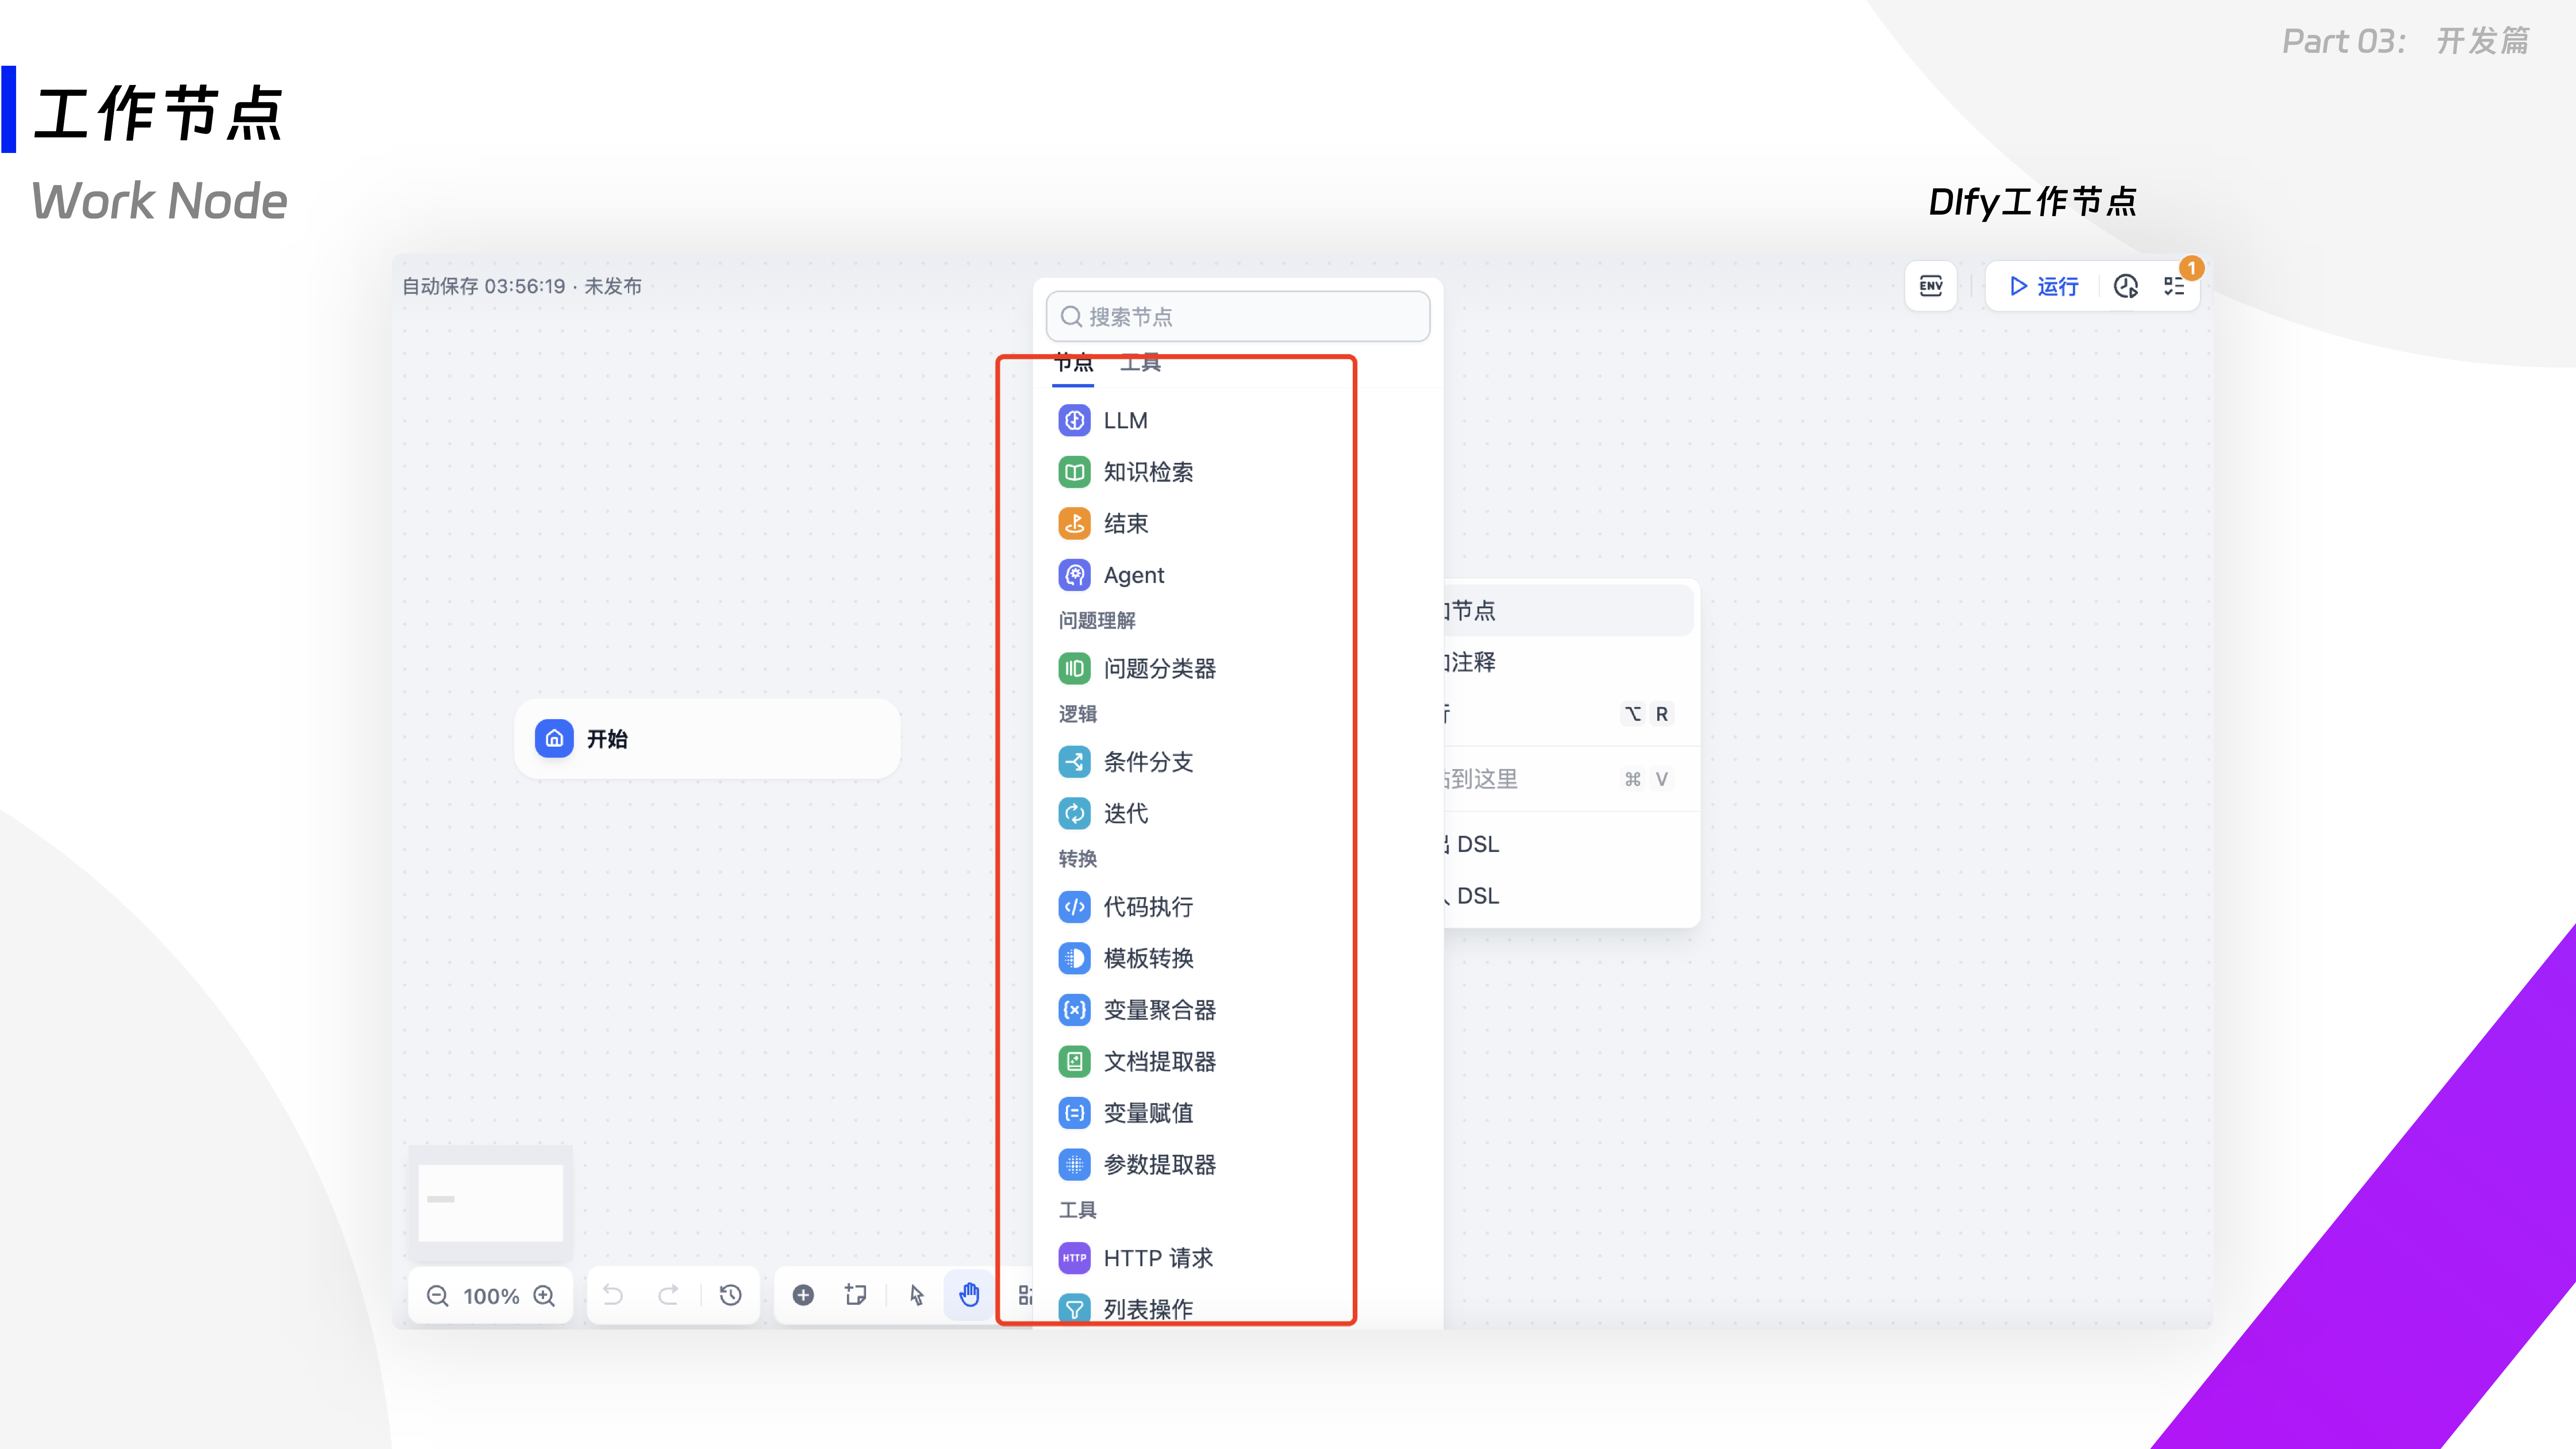 Part 03: 开发篇
工作节点
Work Node
DIfy工作节点
自动保存 03:56:19 · 未发布
ENV
运行
1
搜索节点
节点 工具
LLM
知识检索
结束
Agent
问题理解
问题分类器
逻辑
条件分支
迭代
转换
代码执行
模板转换
变量聚合器
文档提取器
变量赋值
参数提取器
工具
HTTP HTTP 请求
列表操作
节点
注释
⌥ R
到这里 ⌘ V
DSL
DSL
开始
100%